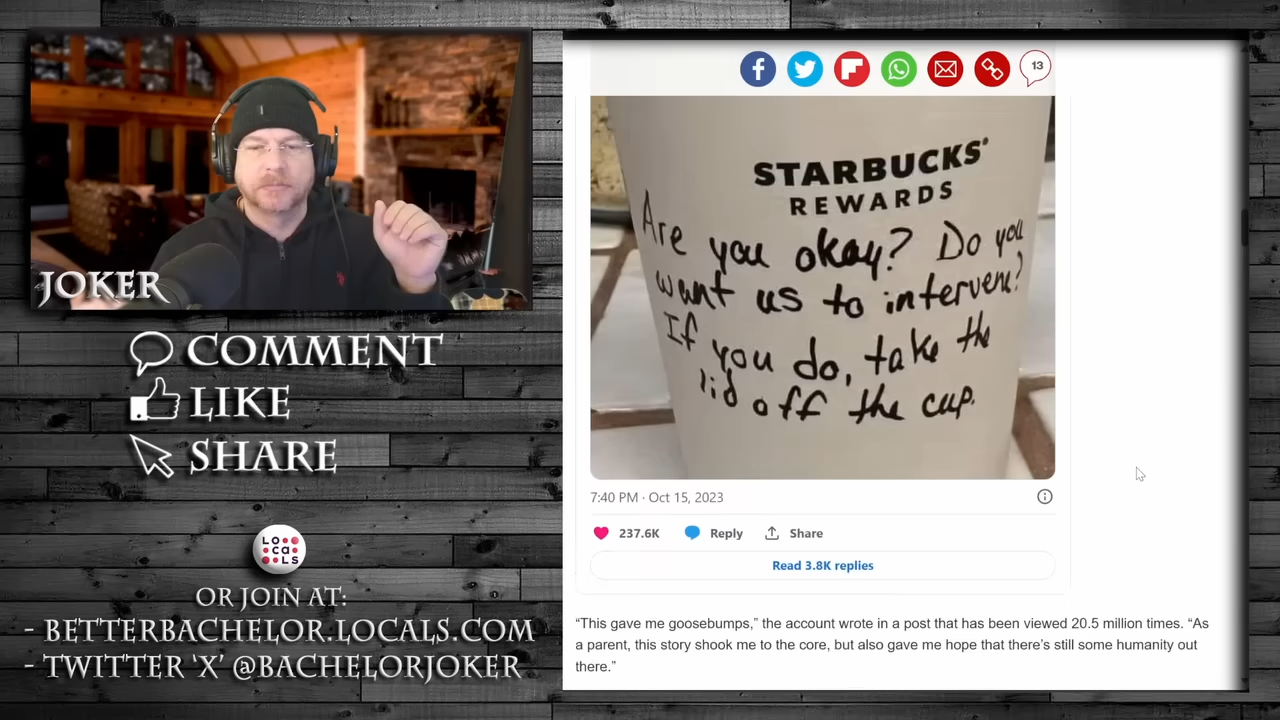 13
STARBUCKS®
REWARDS
Are you okay? Do you
want us to intervene?
If you do, take the
lid off the cup.
7:40 PM · Oct 15, 2023
237.6K Reply Share
Read 3.8K replies
“This gave me goosebumps,” the account wrote in a post that has been viewed 20.5 million times. “As
a parent, this story shook me to the core, but also gave me hope that there’s still some humanity out
there.”
JOKER
COMMENT
LIKE
SHARE
LOCALS
OR JOIN AT:
- BETTERBACHELOR.LOCALS.COM
- TWITTER ‘X’ @BACHELORJOKER